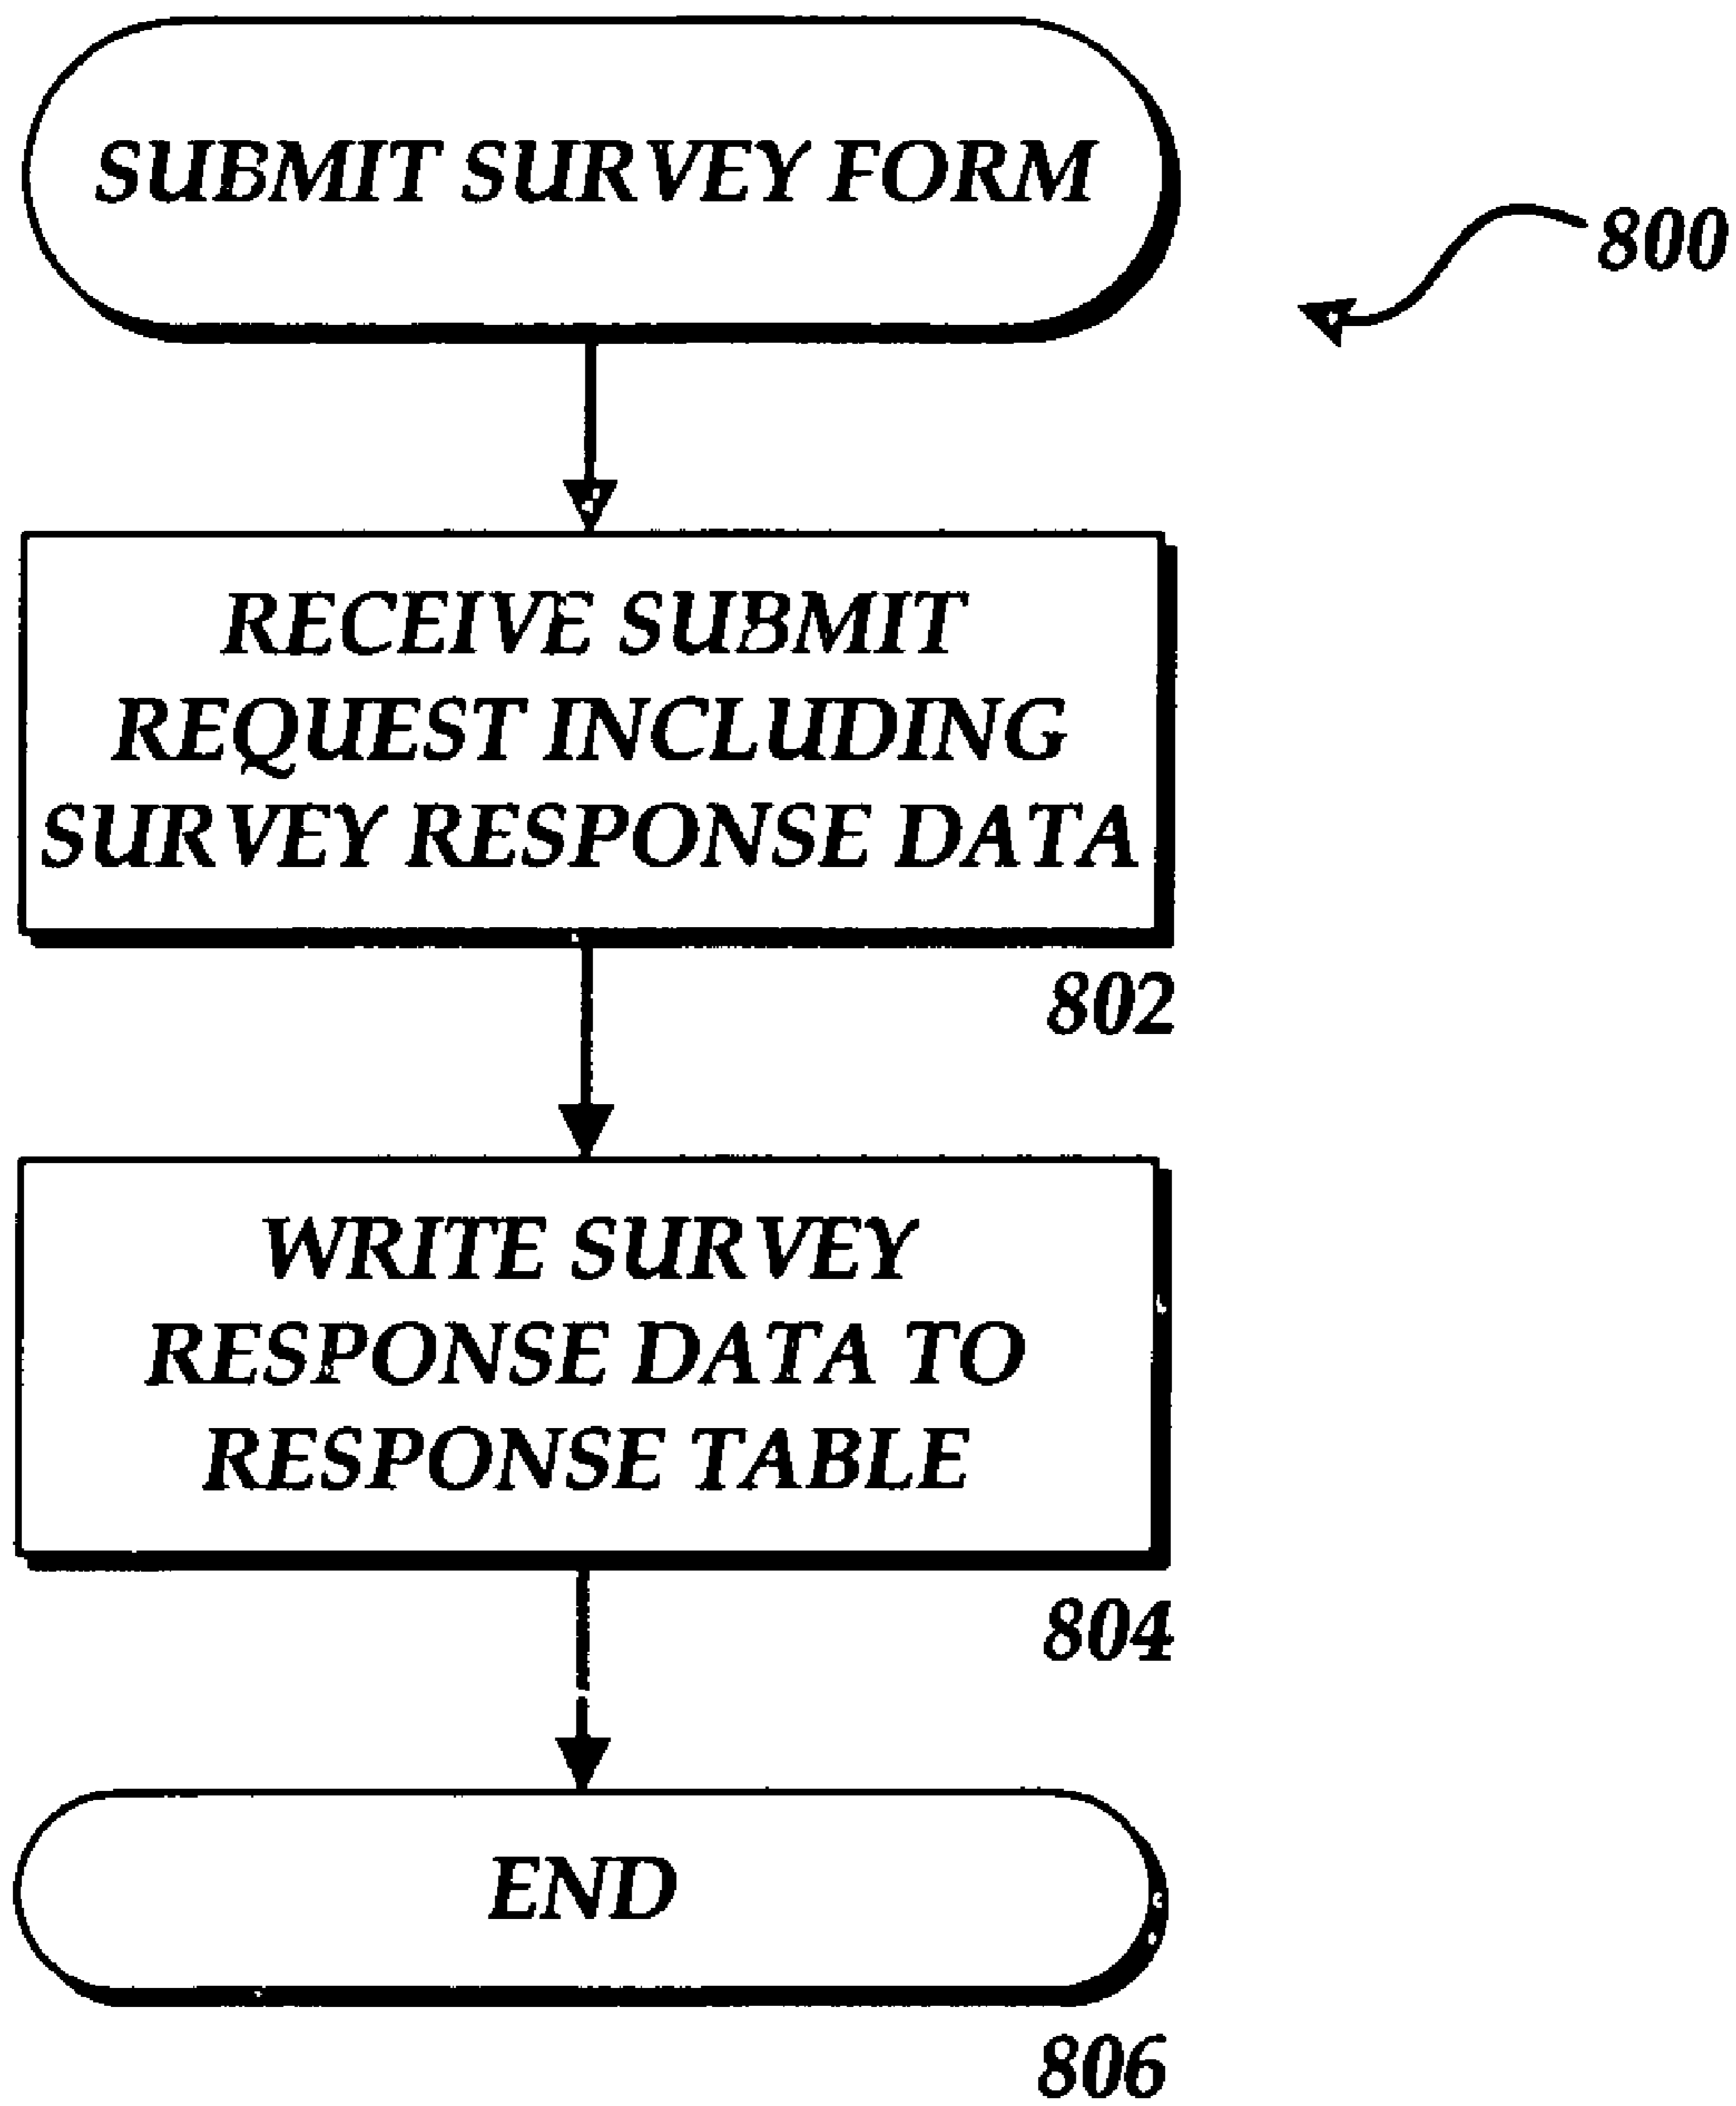 SUBMIT SURVEY FORM
800
RECEIVE SUBMIT
REQUEST INCLUDING
SURVEY RESPONSE DATA
802
WRITE SURVEY
RESPONSE DATA TO
RESPONSE TABLE
804
END
806